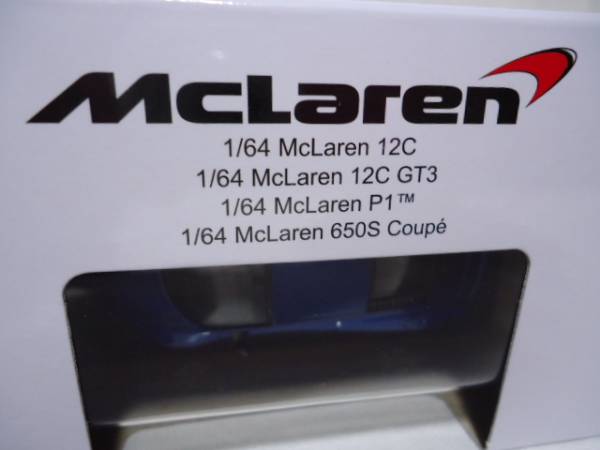 McLaren
1/64 McLaren 12C
1/64 McLaren 12C GT3
1/64 McLaren P1™
1/64 McLaren 650S Coupé